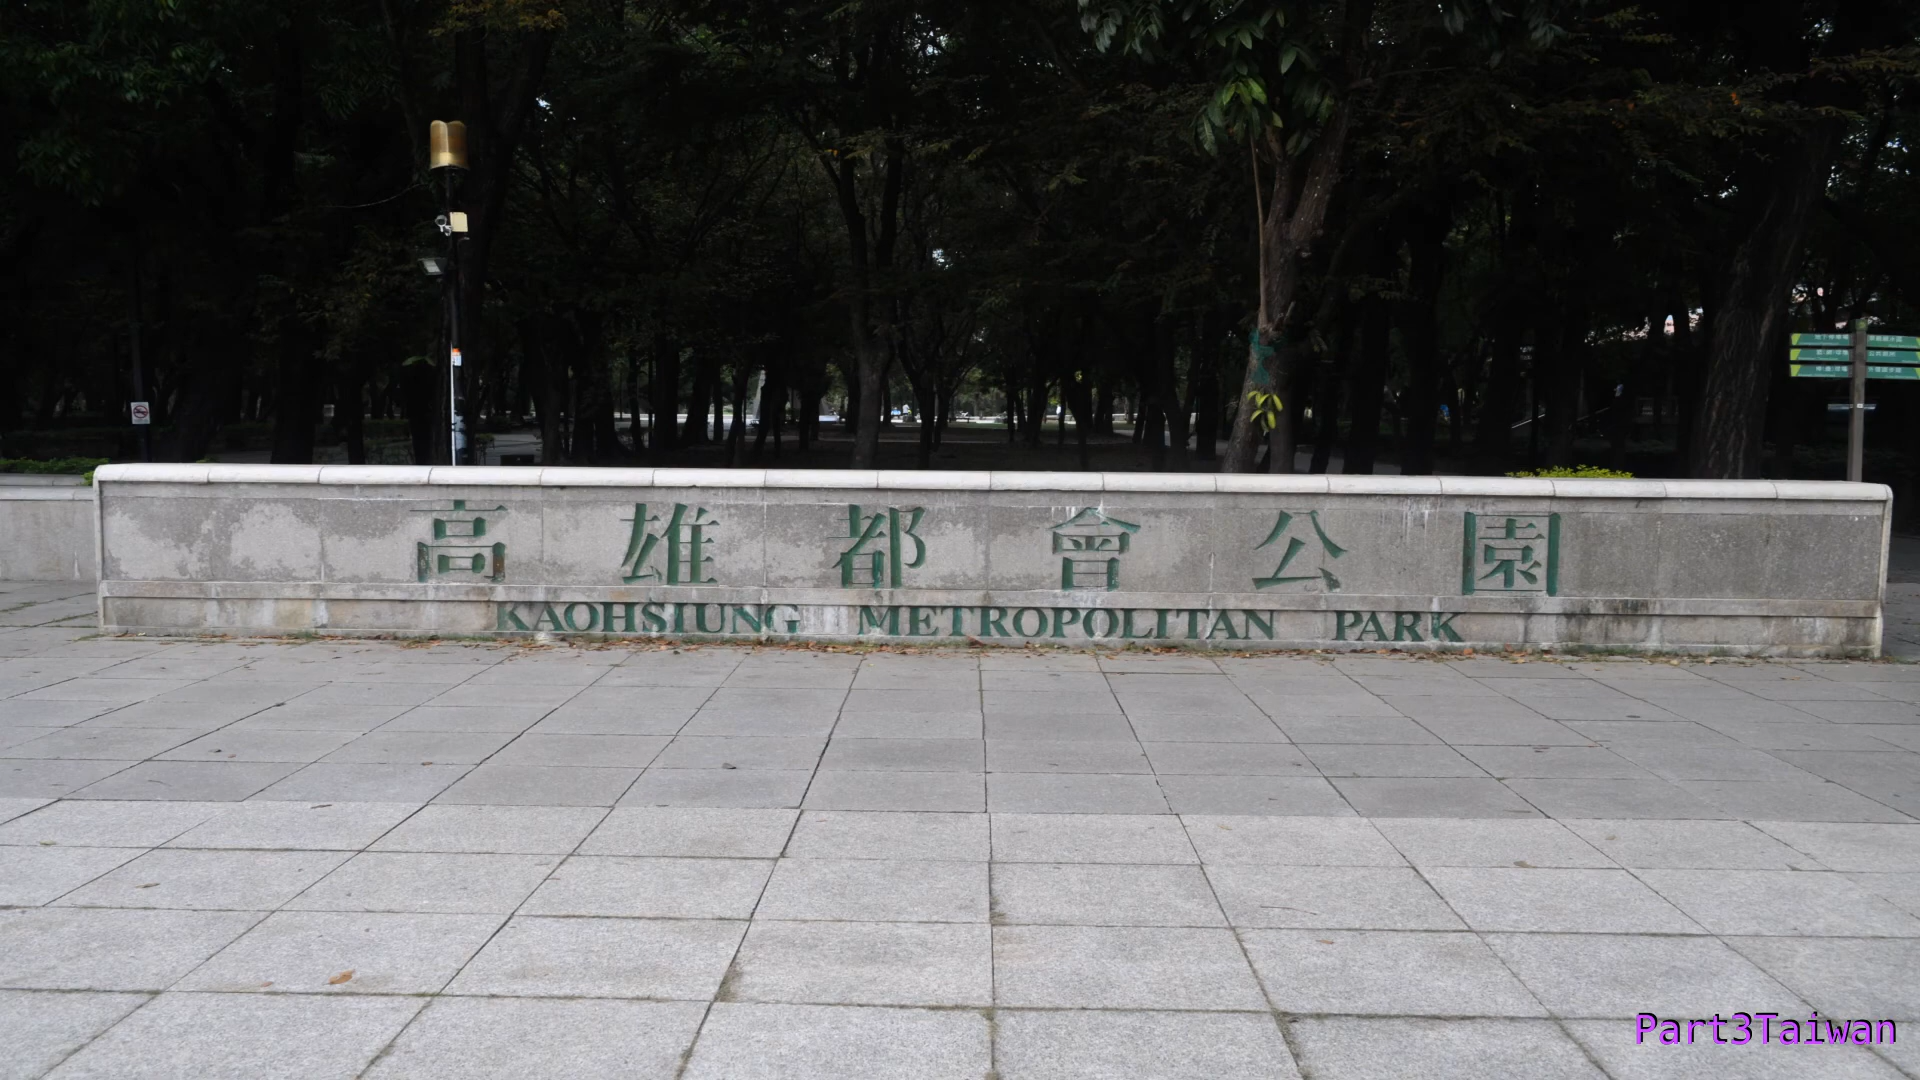 高雄都會公園
KAOHSIUNG METROPOLITAN PARK
Part3Taiwan